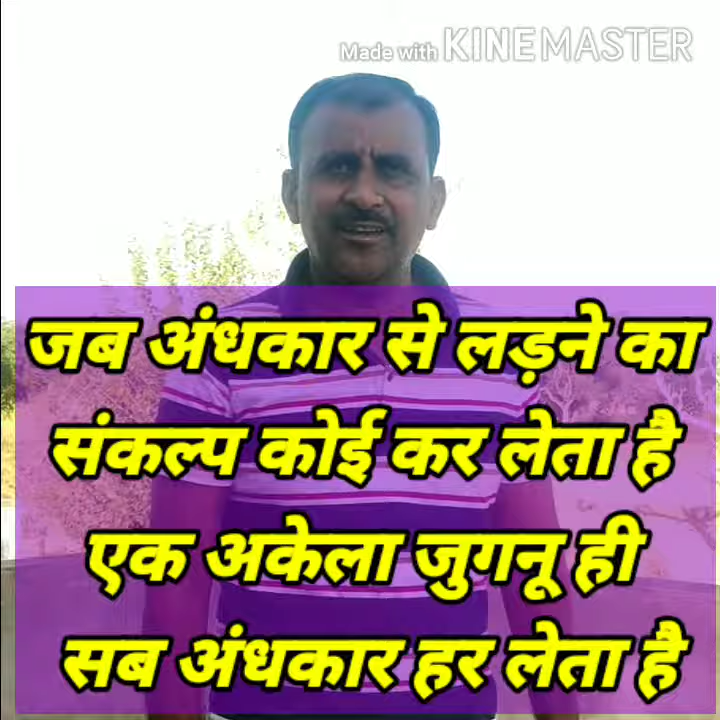 Made with KINEMASTER
जब अंधकार से लड़ने का
संकल्प कोई कर लेता है
एक अकेला जुगनू ही
सब अंधकार हर लेता है